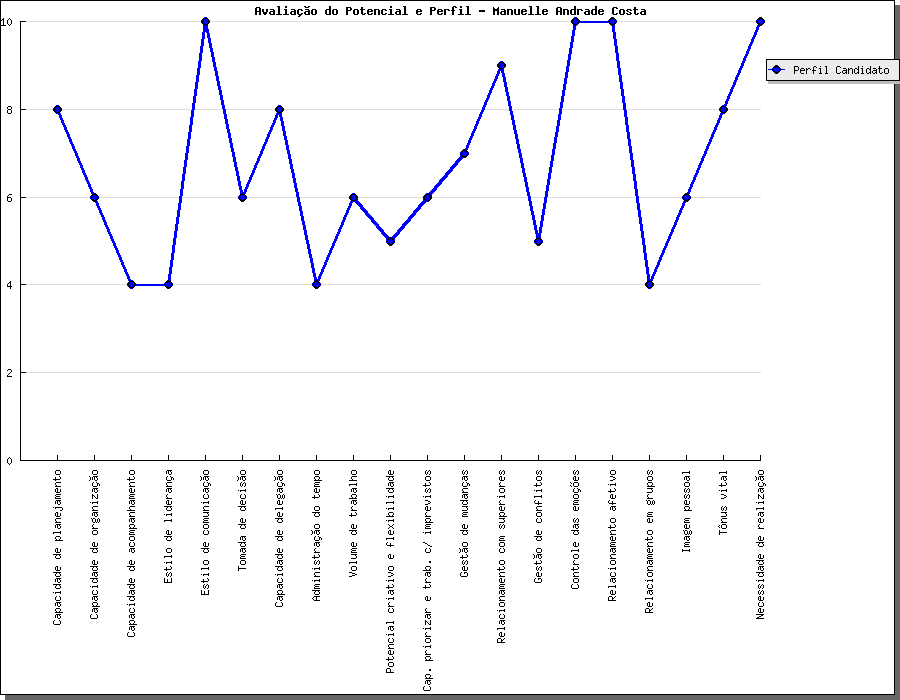 Avaliação do Potencial e Perfil - Manuelle Andrade Costa
Perfil Candidato
10
8
6
4
2
0
Capacidade de planejamento
Capacidade de organização
Capacidade de acompanhamento
Estilo de liderança
Estilo de comunicação
Tomada de decisão
Capacidade de delegação
Administração do tempo
Volume de trabalho
Potencial criativo e flexibilidade
Cap. priorizar e trab. c/ imprevistos
Gestão de mudanças
Relacionamento com superiores
Gestão de conflitos
Controle das emoções
Relacionamento afetivo
Relacionamento em grupos
Imagem pessoal
Tônus vital
Necessidade de realização